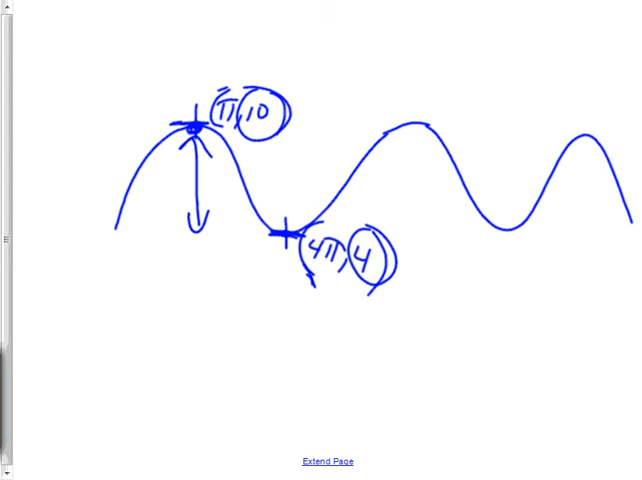 (π, 10)
(4π, 4)
Extend Page